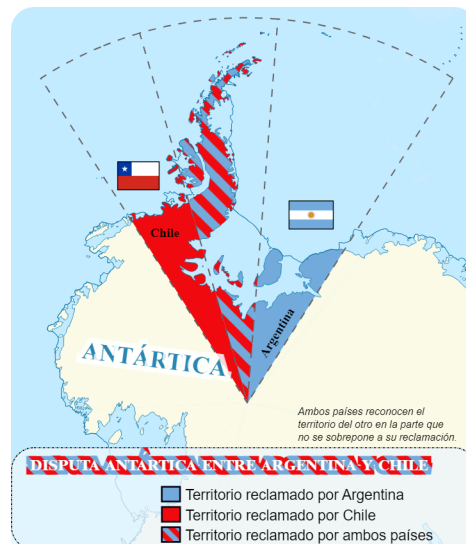 Chile
Argentina
ANTÁRTICA
Ambos países reconocen el
territorio del otro en la parte que
no se sobrepone a su reclamación.
DISPUTA ANTÁRTICA ENTRE ARGENTINA Y CHILE
Territorio reclamado por Argentina
Territorio reclamado por Chile
Territorio reclamado por ambos países